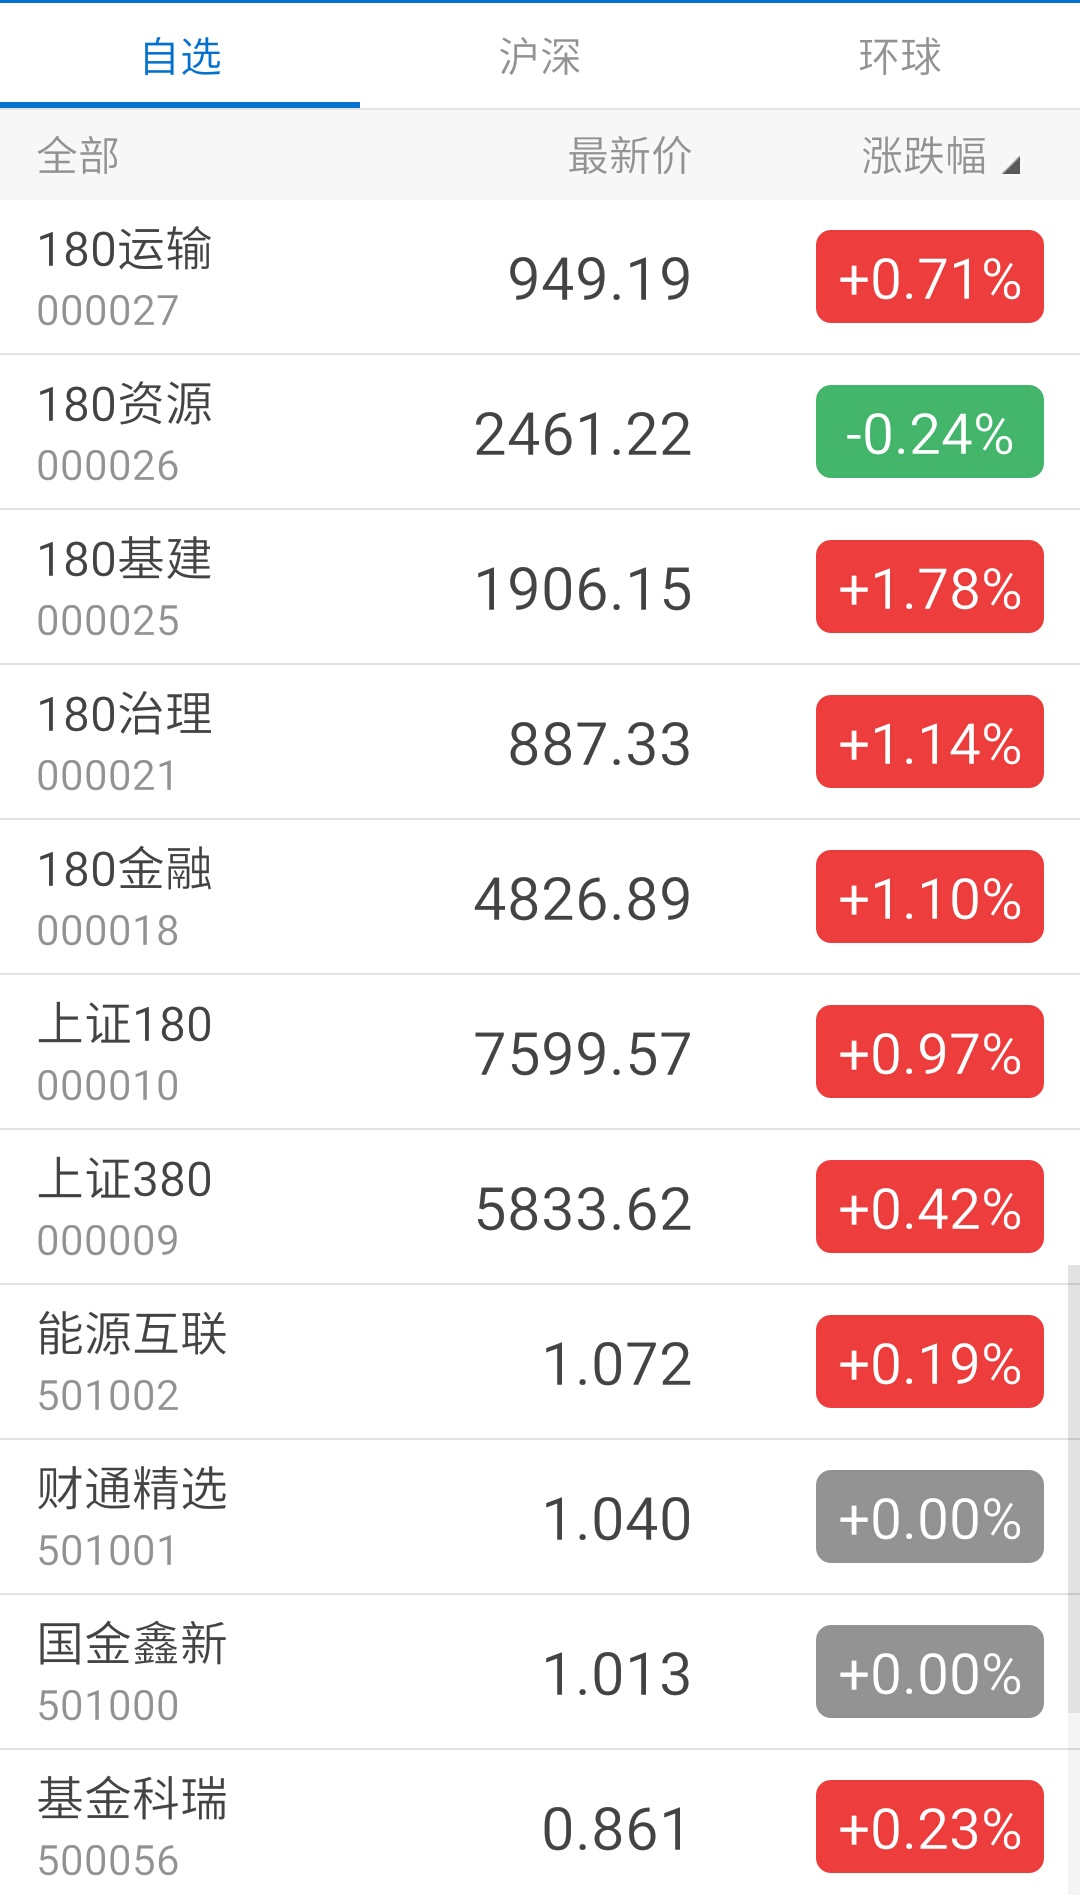 自选 沪深 环球
全部 最新价 涨跌幅
180运输 949.19 +0.71%
000027
180资源 2461.22 -0.24%
000026
180基建 1906.15 +1.78%
000025
180治理 887.33 +1.14%
000021
180金融 4826.89 +1.10%
000018
上证180 7599.57 +0.97%
000010
上证380 5833.62 +0.42%
000009
能源互联 1.072 +0.19%
501002
财通精选 1.040 +0.00%
501001
国金鑫新 1.013 +0.00%
501000
基金科瑞 0.861 +0.23%
500056